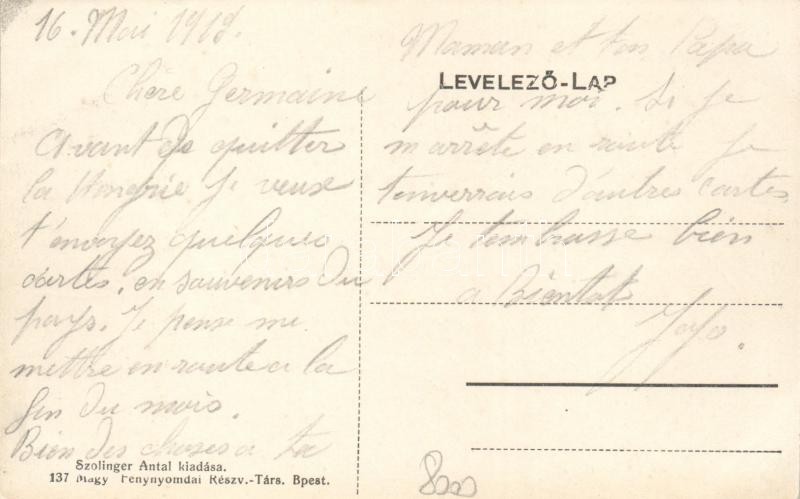 16. Mai 1918.
Chère Germaine
Avant de quitter
la Hongrie Je veux
t'envoyez quelques
cartes, en souvenirs du
pays. Je pense me
mettre en route a la
fin du mois.
Bien des choses a ta
Maman et ton Papa
pour moi. Si je
m'arrête en route Je
t'enverrais d'autres cartes
Je t'embrasse bien
a Bientot
LEVELEZŐ-LAP
Szolinger Antal kiadása.
137 Magy Fénynyomdai Részv.-Társ. Bpest.